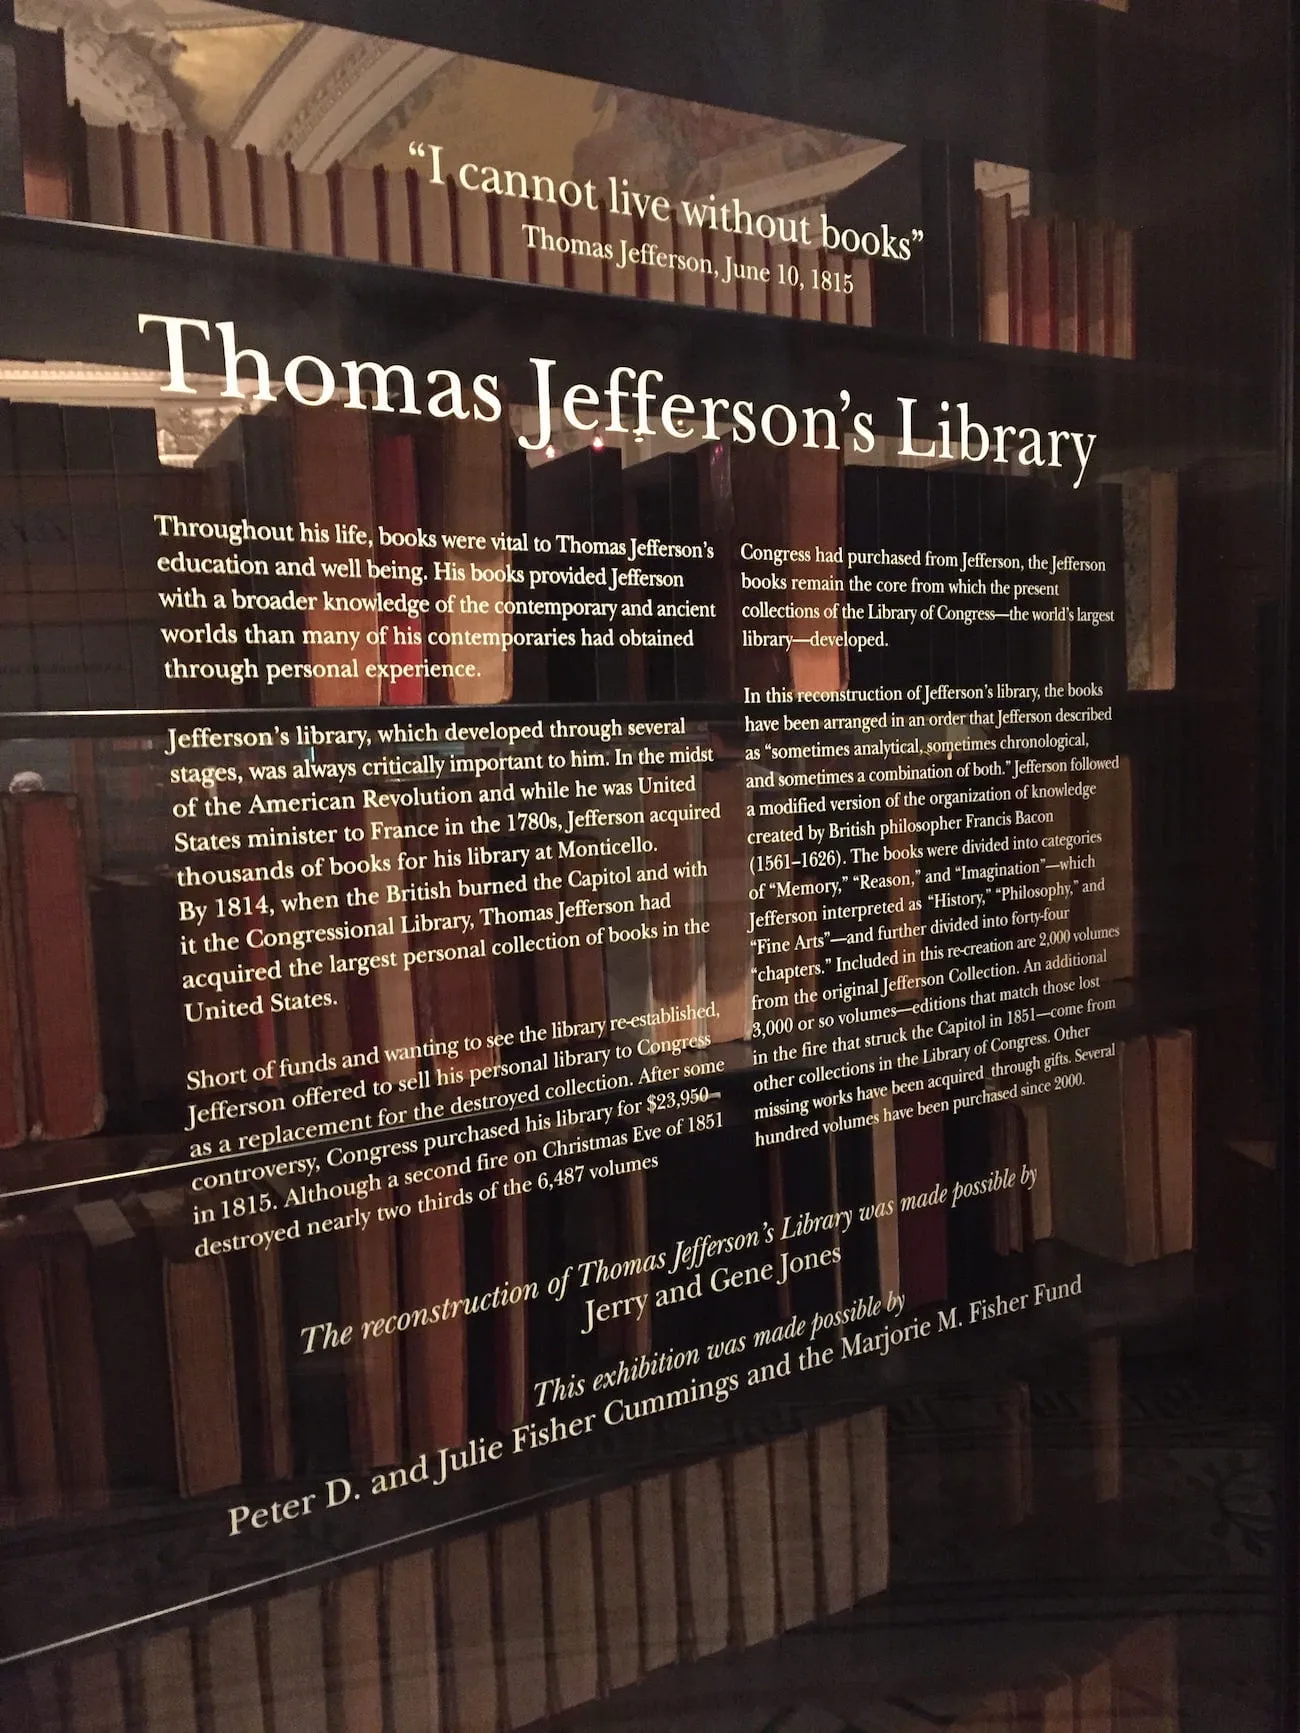 “I cannot live without books”
Thomas Jefferson, June 10, 1815
Thomas Jefferson’s Library
Throughout his life, books were vital to Thomas Jefferson’s
education and well being. His books provided Jefferson
with a broader knowledge of the contemporary and ancient
worlds than many of his contemporaries had obtained
through personal experience.
Jefferson’s library, which developed through several
stages, was always critically important to him. In the midst
of the American Revolution and while he was United
States minister to France in the 1780s, Jefferson acquired
thousands of books for his library at Monticello.
By 1814, when the British burned the Capitol and with
it the Congressional Library, Thomas Jefferson had
acquired the largest personal collection of books in the
United States.
Short of funds and wanting to see the library re-established,
Jefferson offered to sell his personal library to Congress
as a replacement for the destroyed collection. After some
controversy, Congress purchased his library for $23,950
in 1815. Although a second fire on Christmas Eve of 1851
destroyed nearly two thirds of the 6,487 volumes
Congress had purchased from Jefferson, the Jefferson
books remain the core from which the present
collections of the Library of Congress—the world’s largest
library—developed.
In this reconstruction of Jefferson’s library, the books
have been arranged in an order that Jefferson described
as “sometimes analytical, sometimes chronological,
and sometimes a combination of both.” Jefferson followed
a modified version of the organization of knowledge
created by British philosopher Francis Bacon
(1561–1626). The books were divided into categories
of “Memory,” “Reason,” and “Imagination”—which
Jefferson interpreted as “History,” “Philosophy,” and
“Fine Arts”—and further divided into forty-four
“chapters.” Included in this re-creation are 2,000 volumes
from the original Jefferson Collection. An additional
3,000 or so volumes—editions that match those lost
in the fire that struck the Capitol in 1851—come from
other collections in the Library of Congress. Other
missing works have been acquired through gifts. Several
hundred volumes have been purchased since 2000.
The reconstruction of Thomas Jefferson’s Library was made possible by
Jerry and Gene Jones
This exhibition was made possible by
Peter D. and Julie Fisher Cummings and the Marjorie M. Fisher Fund